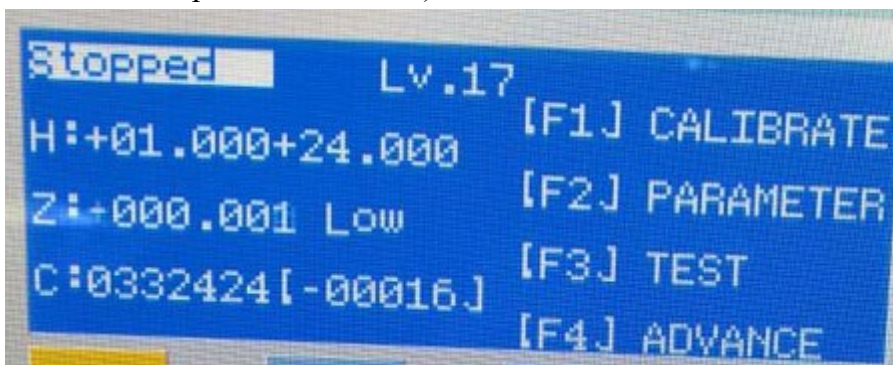 Stopped Lv.17
[F1] CALIBRATE
H:+01.000+24.000
[F2] PARAMETER
Z:+000.001 Low
[F3] TEST
C:0332424[-00016]
[F4] ADVANCE